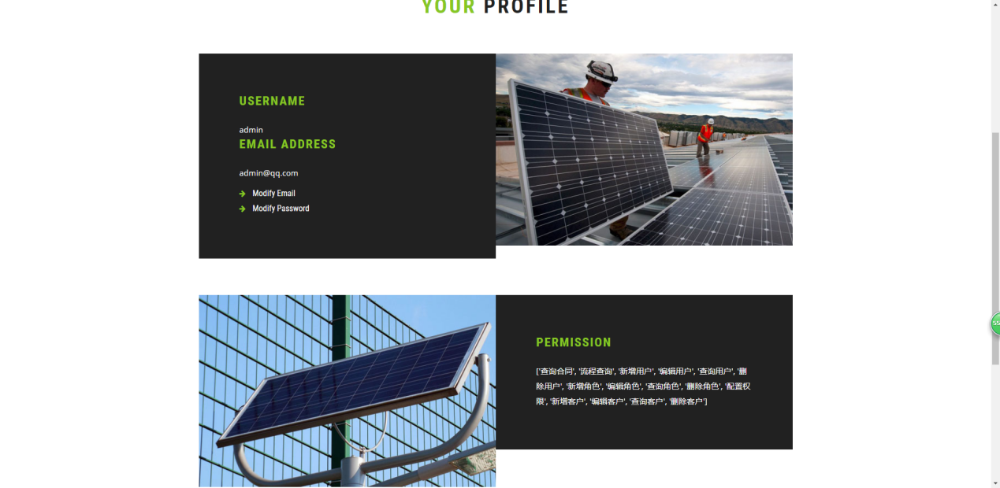 YOUR PROFILE
USERNAME
admin
EMAIL ADDRESS
admin@qq.com
Modify Email
Modify Password
PERMISSION
['查询合同', '流程查询', '新增用户', '编辑用户', '查询用户', '删
除用户', '新增角色', '编辑角色', '查询角色', '删除角色', '配置权
限', '新增客户', '编辑客户', '查询客户', '删除客户']
55